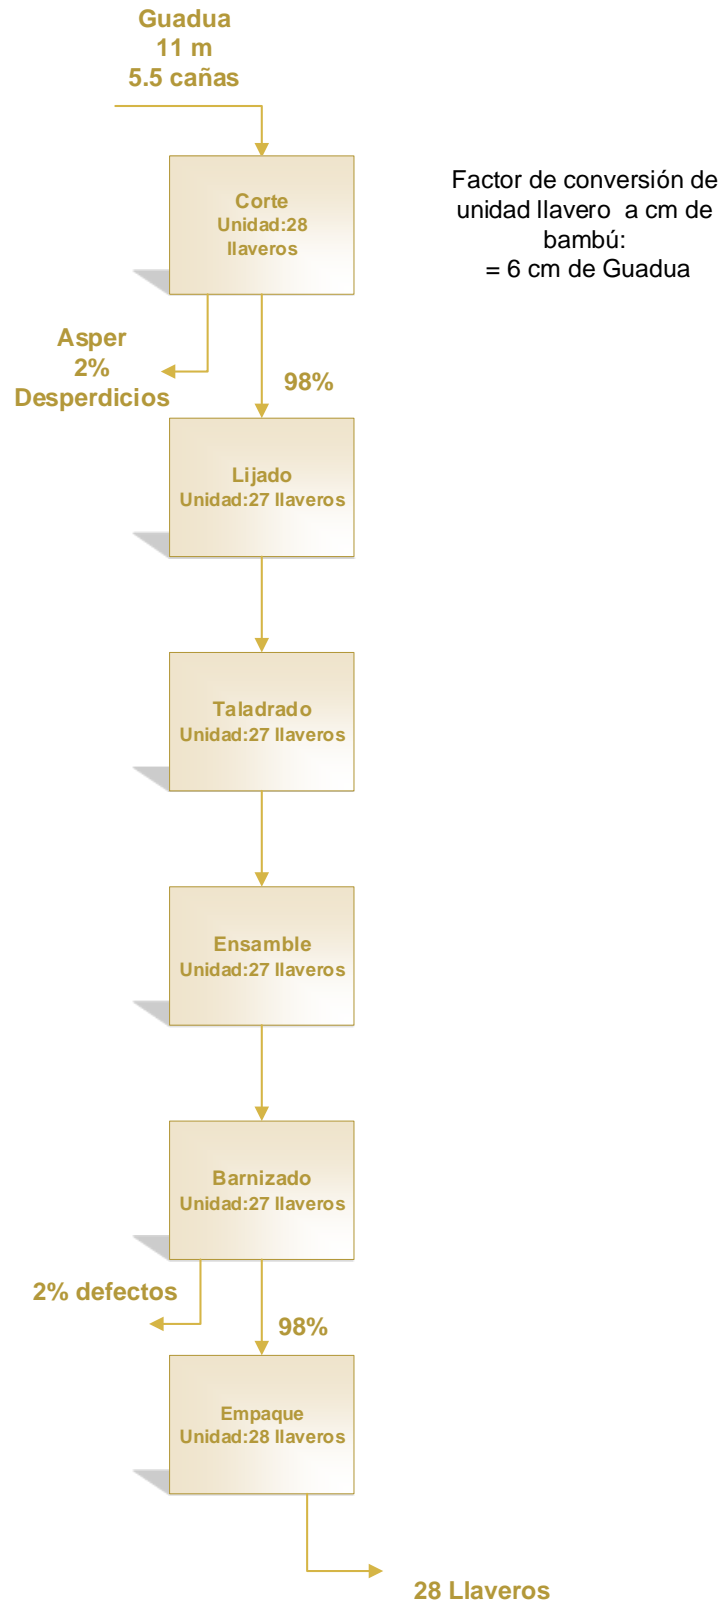 Guadua
11 m
5.5 cañas
Corte
Unidad:28
llaveros
Factor de conversión de
unidad llavero a cm de
bambú:
= 6 cm de Guadua
Asper
2%
Desperdicios
98%
Lijado
Unidad:27 llaveros
Taladrado
Unidad:27 llaveros
Ensamble
Unidad:27 llaveros
Barnizado
Unidad:27 llaveros
2% defectos
98%
Empaque
Unidad:28 llaveros
28 Llaveros